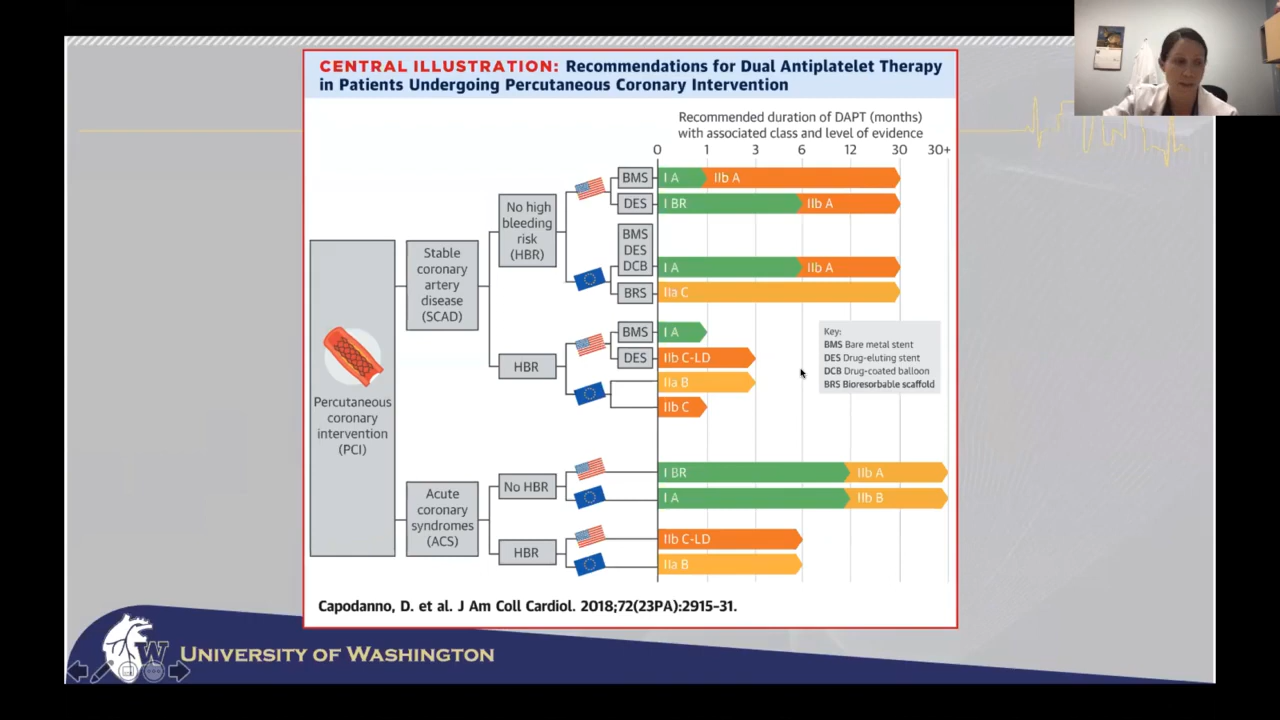 CENTRAL ILLUSTRATION: Recommendations for Dual Antiplatelet Therapy
in Patients Undergoing Percutaneous Coronary Intervention
Recommended duration of DAPT (months)
with associated class and level of evidence
0 1 3 6 12 30 30+
Percutaneous
coronary
intervention
(PCI)
Stable
coronary
artery
disease
(SCAD)
No high
bleeding
risk
(HBR)
BMS
I A
IIb A
DES
I BR
IIb A
BMS
DES
DCB
I A
IIb A
BRS
IIa C
HBR
BMS
I A
DES
IIb C-LD
IIa B
IIb C
Key:
BMS Bare metal stent
DES Drug-eluting stent
DCB Drug-coated balloon
BRS Bioresorbable scaffold
Acute
coronary
syndromes
(ACS)
No HBR
I BR
IIb A
I A
IIb B
HBR
IIb C-LD
IIa B
Capodanno, D. et al. J Am Coll Cardiol. 2018;72(23PA):2915-31.
W
UNIVERSITY OF WASHINGTON